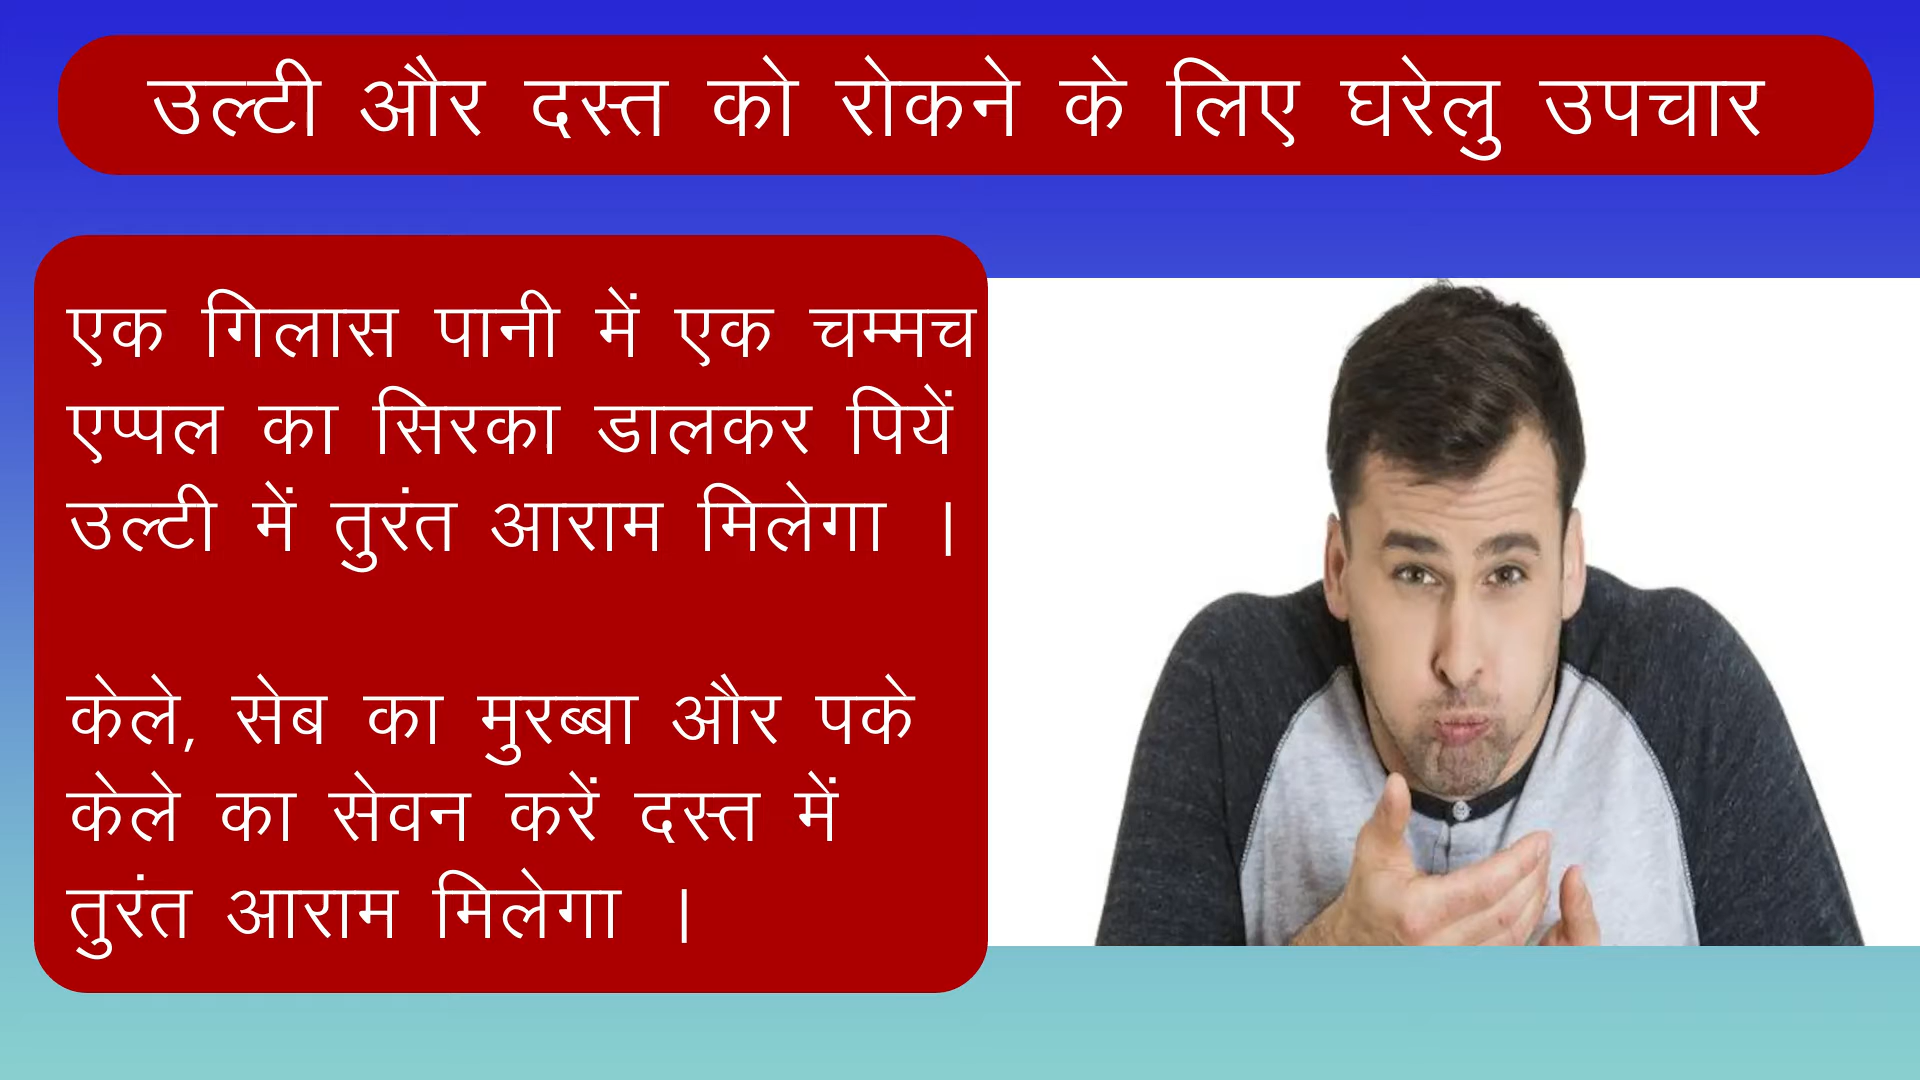 उल्टी और दस्त को रोकने के लिए घरेलु उपचार
एक गिलास पानी में एक चम्मच
एप्पल का सिरका डालकर पियें
उल्टी में तुरंत आराम मिलेगा ।
केले, सेब का मुरब्बा और पके
केले का सेवन करें दस्त में
तुरंत आराम मिलेगा ।